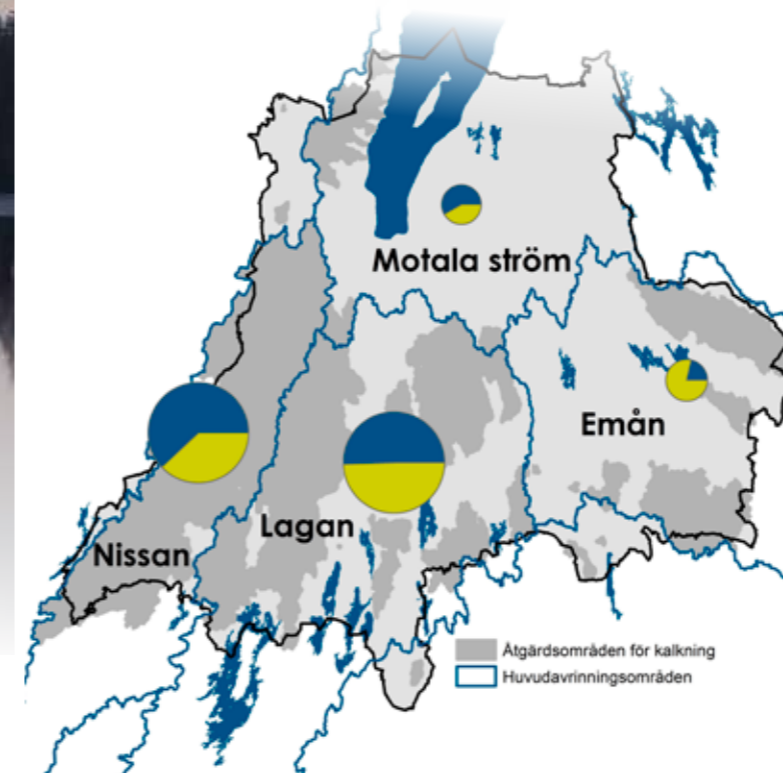 Motala ström
Emån
Lagan
Nissan
Åtgärdsområden för kalkning
Huvudavrinningsområden